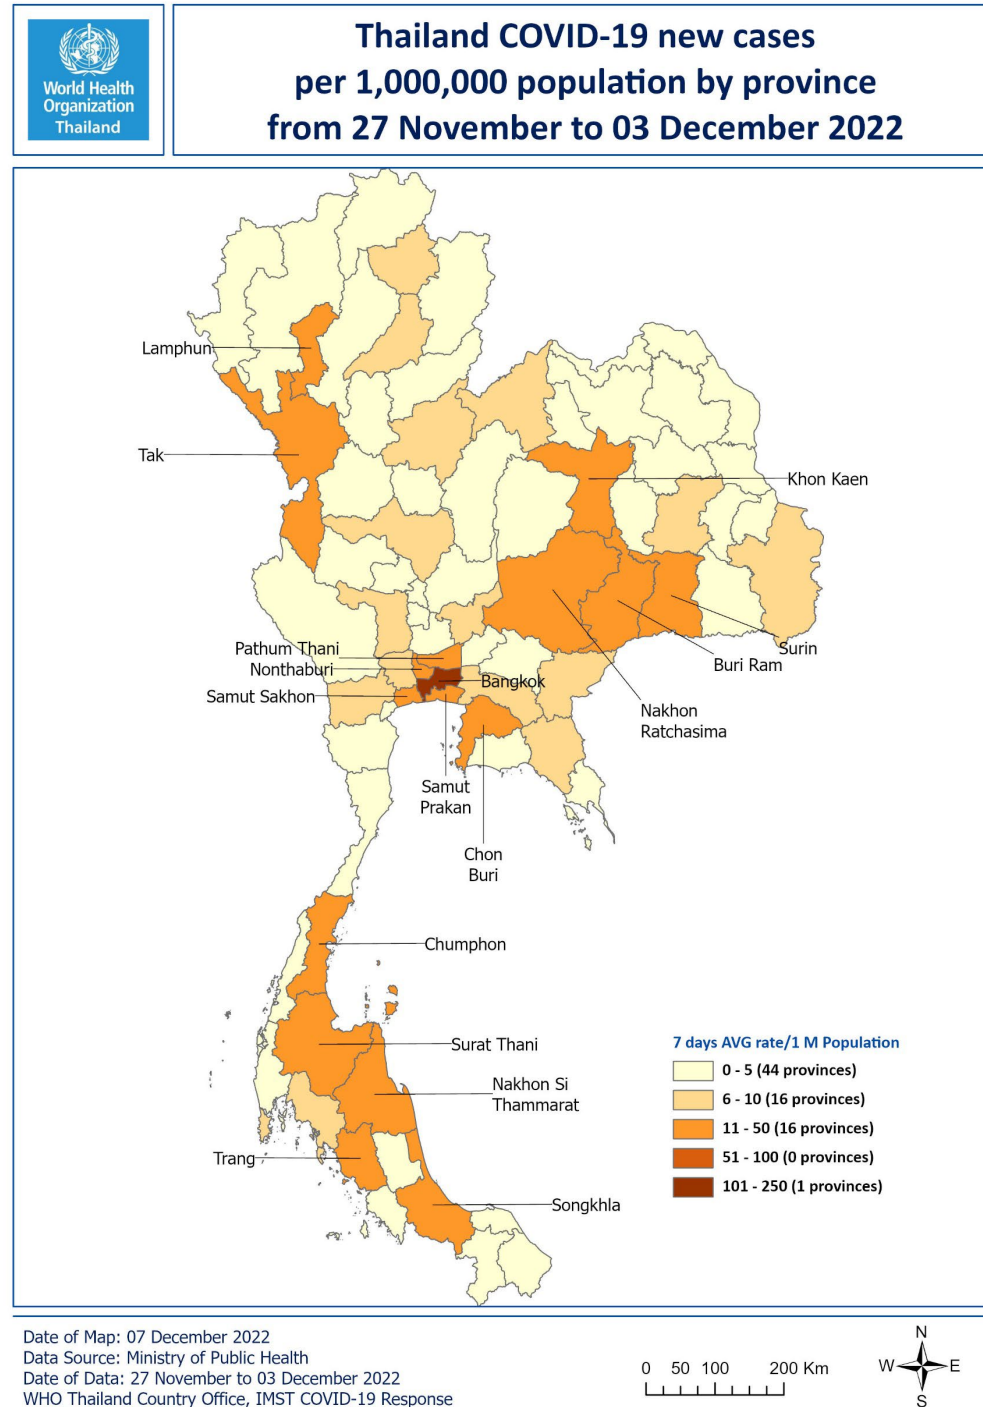 World Health
Organization
Thailand
Thailand COVID-19 new cases
per 1,000,000 population by province
from 27 November to 03 December 2022
Lamphun
Tak
Khon Kaen
Pathum Thani
Nonthaburi
Samut Sakhon
Bangkok
Surin
Buri Ram
Nakhon
Ratchasima
Samut
Prakan
Chon
Buri
Chumphon
Surat Thani
Nakhon Si
Thammarat
Trang
Songkhla
7 days AVG rate/1 M Population
0 - 5 (44 provinces)
6 - 10 (16 provinces)
11 - 50 (16 provinces)
51 - 100 (0 provinces)
101 - 250 (1 provinces)
Date of Map: 07 December 2022
Data Source: Ministry of Public Health
Date of Data: 27 November to 03 December 2022
WHO Thailand Country Office, IMST COVID-19 Response
0 50 100 200 Km
N
W E
S